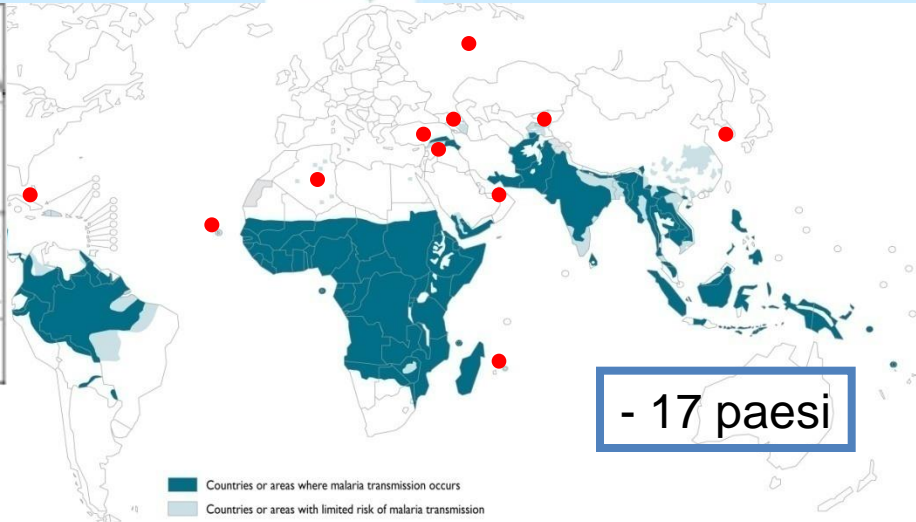 - 17 paesi
Countries or areas where malaria transmission occurs
Countries or areas with limited risk of malaria transmission